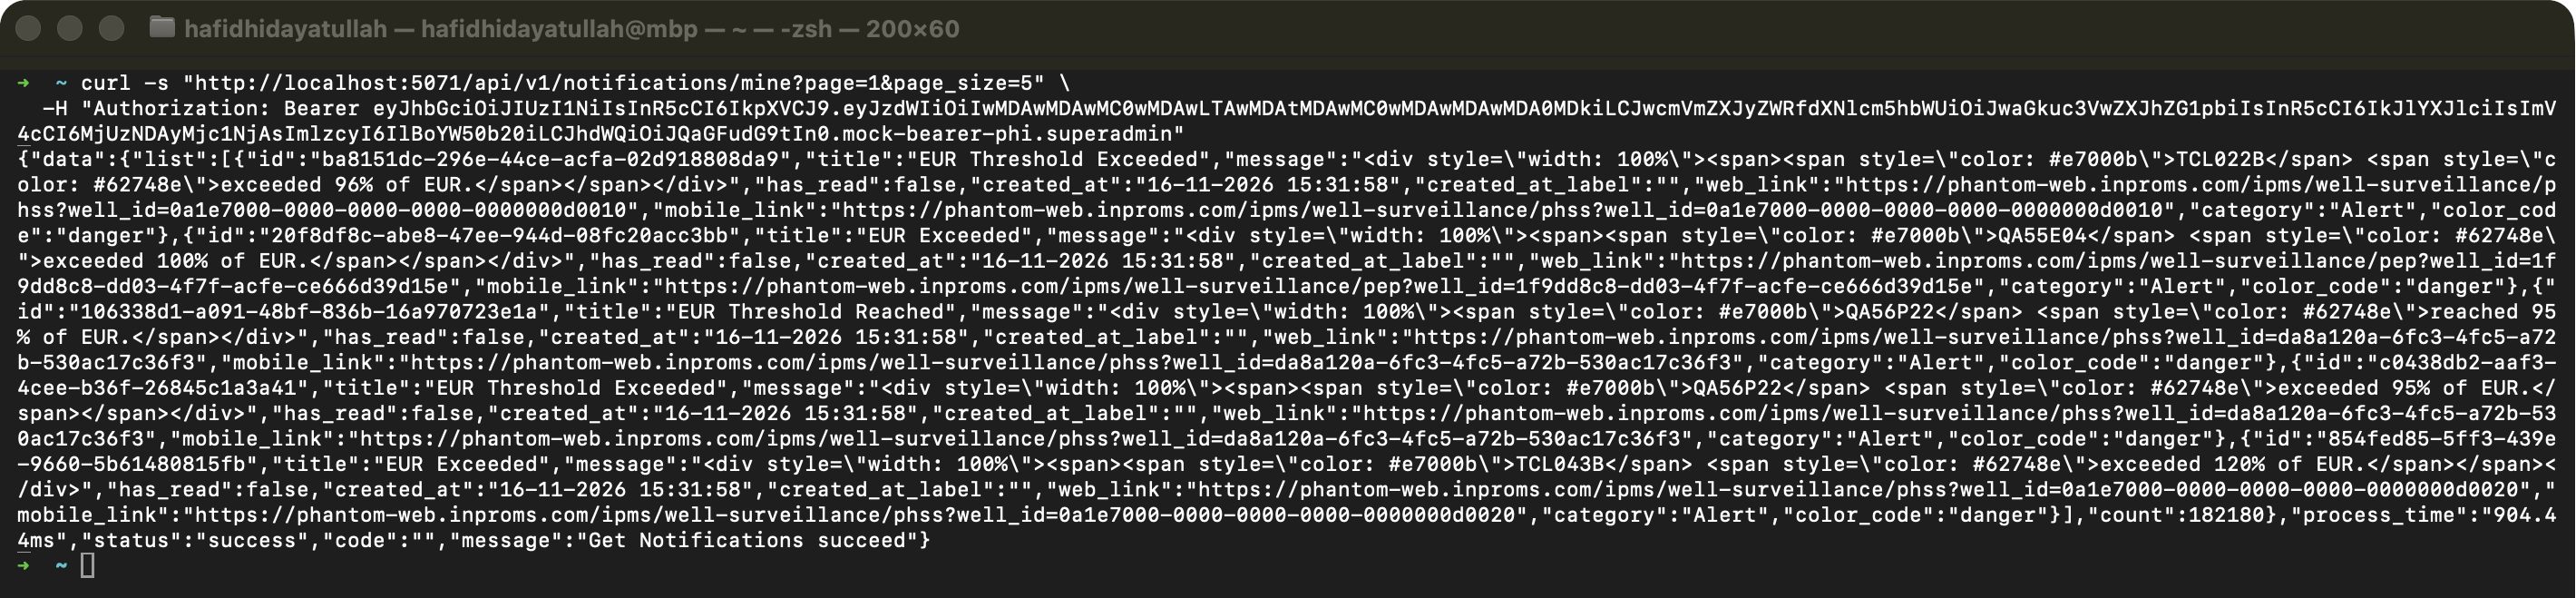 hafidhidayatullah — hafidhidayatullah@mbp — ~ — -zsh — 200×60
➜  ~ curl -s "http://localhost:5071/api/v1/notifications/mine?page=1&page_size=5" \
  -H "Authorization: Bearer eyJhbGciOiJIUzI1NiIsInR5cCI6IkpXVCJ9.eyJzdWIiOiIwMDAwMDAwMC0wMDAwLTAwMDAtMDAwMC0wMDAwMDAwMDA0MDkiLCJwcmVmZXJyZWRfdXNlcm5hbWUiOiJwaGkuc3VwZXJhZG1pbiIsInR5cCI6IkJlYXJlciIsImV
4cCI6MjUzNDAyMjc1NjAsImlzcyI6IlBoYW50b20iLCJhdWQiOiJQaGFudG9tIn0.mock-bearer-phi.superadmin"
{"data":{"list":[{"id":"ba8151dc-296e-44ce-acfa-02d918808da9","title":"EUR Threshold Exceeded","message":"<div style=\"width: 100%\"><span><span style=\"color: #e7000b\">TCL022B</span> <span style=\"c
olor: #62748e\">exceeded 96% of EUR.</span></span></div>","has_read":false,"created_at":"16-11-2026 15:31:58","created_at_label":"","web_link":"https://phantom-web.inproms.com/ipms/well-surveillance/p
hss?well_id=0a1e7000-0000-0000-0000-0000000d0010","mobile_link":"https://phantom-web.inproms.com/ipms/well-surveillance/phss?well_id=0a1e7000-0000-0000-0000-0000000d0010","category":"Alert","color_cod
e":"danger"},{"id":"20f8df8c-abe8-47ee-944d-08fc20acc3bb","title":"EUR Exceeded","message":"<div style=\"width: 100%\"><span><span style=\"color: #e7000b\">QA55E04</span> <span style=\"color: #62748e\
">exceeded 100% of EUR.</span></span></div>","has_read":false,"created_at":"16-11-2026 15:31:58","created_at_label":"","web_link":"https://phantom-web.inproms.com/ipms/well-surveillance/pep?well_id=1f
9dd8c8-dd03-4f7f-acfe-ce666d39d15e","mobile_link":"https://phantom-web.inproms.com/ipms/well-surveillance/pep?well_id=1f9dd8c8-dd03-4f7f-acfe-ce666d39d15e","category":"Alert","color_code":"danger"},{"
id":"106338d1-a091-48bf-836b-16a970723e1a","title":"EUR Threshold Reached","message":"<div style=\"width: 100%\"><span style=\"color: #e7000b\">QA56P22</span> <span style=\"color: #62748e\">reached 95
% of EUR.</span></div>","has_read":false,"created_at":"16-11-2026 15:31:58","created_at_label":"","web_link":"https://phantom-web.inproms.com/ipms/well-surveillance/phss?well_id=da8a120a-6fc3-4fc5-a72
b-530ac17c36f3","mobile_link":"https://phantom-web.inproms.com/ipms/well-surveillance/phss?well_id=da8a120a-6fc3-4fc5-a72b-530ac17c36f3","category":"Alert","color_code":"danger"},{"id":"c0438db2-aaf3-
4cee-b36f-26845c1a3a41","title":"EUR Threshold Exceeded","message":"<div style=\"width: 100%\"><span><span style=\"color: #e7000b\">QA56P22</span> <span style=\"color: #62748e\">exceeded 95% of EUR.</
span></span></div>","has_read":false,"created_at":"16-11-2026 15:31:58","created_at_label":"","web_link":"https://phantom-web.inproms.com/ipms/well-surveillance/phss?well_id=da8a120a-6fc3-4fc5-a72b-53
0ac17c36f3","mobile_link":"https://phantom-web.inproms.com/ipms/well-surveillance/phss?well_id=da8a120a-6fc3-4fc5-a72b-530ac17c36f3","category":"Alert","color_code":"danger"},{"id":"854fed85-5ff3-439e
-9660-5b61480815fb","title":"EUR Exceeded","message":"<div style=\"width: 100%\"><span><span style=\"color: #e7000b\">TCL043B</span> <span style=\"color: #62748e\">exceeded 120% of EUR.</span></span><
/div>","has_read":false,"created_at":"16-11-2026 15:31:58","created_at_label":"","web_link":"https://phantom-web.inproms.com/ipms/well-surveillance/phss?well_id=0a1e7000-0000-0000-0000-0000000d0020","
mobile_link":"https://phantom-web.inproms.com/ipms/well-surveillance/phss?well_id=0a1e7000-0000-0000-0000-0000000d0020","category":"Alert","color_code":"danger"}],"count":182180},"process_time":"904.4
4ms","status":"success","code":"","message":"Get Notifications succeed"}
➜  ~